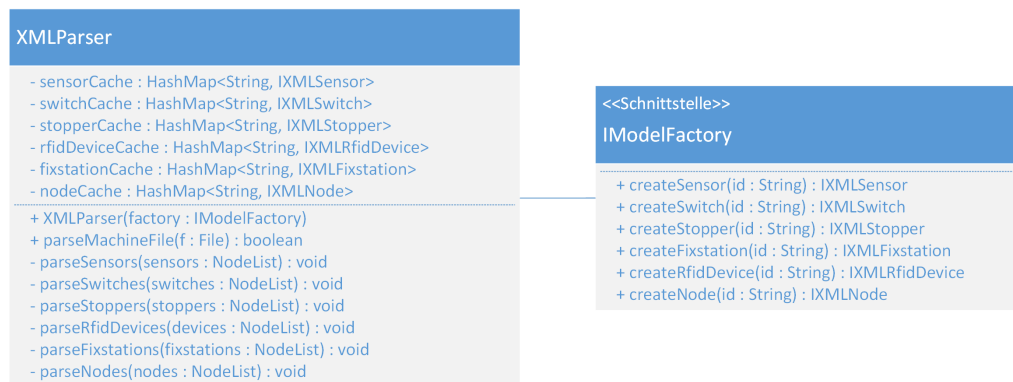 XMLParser
- sensorCache : HashMap<String, IXMLSensor>
- switchCache : HashMap<String, IXMLSwitch>
- stopperCache : HashMap<String, IXMLStopper>
- rfidDeviceCache : HashMap<String, IXMLRfidDevice>
- fixstationCache : HashMap<String, IXMLFixstation>
- nodeCache : HashMap<String, IXMLNode>
+ XMLParser(factory : IModelFactory)
+ parseMachineFile(f : File) : boolean
- parseSensors(sensors : NodeList) : void
- parseSwitches(switches : NodeList) : void
- parseStoppers(stoppers : NodeList) : void
- parseRfidDevices(devices : NodeList) : void
- parseFixstations(fixstations : NodeList) : void
- parseNodes(nodes : NodeList) : void
<<Schnittstelle>>
IModelFactory
+ createSensor(id : String) : IXMLSensor
+ createSwitch(id : String) : IXMLSwitch
+ createStopper(id : String) : IXMLStopper
+ createFixstation(id : String) : IXMLFixstation
+ createRfidDevice(id : String) : IXMLRfidDevice
+ createNode(id : String) : IXMLNode